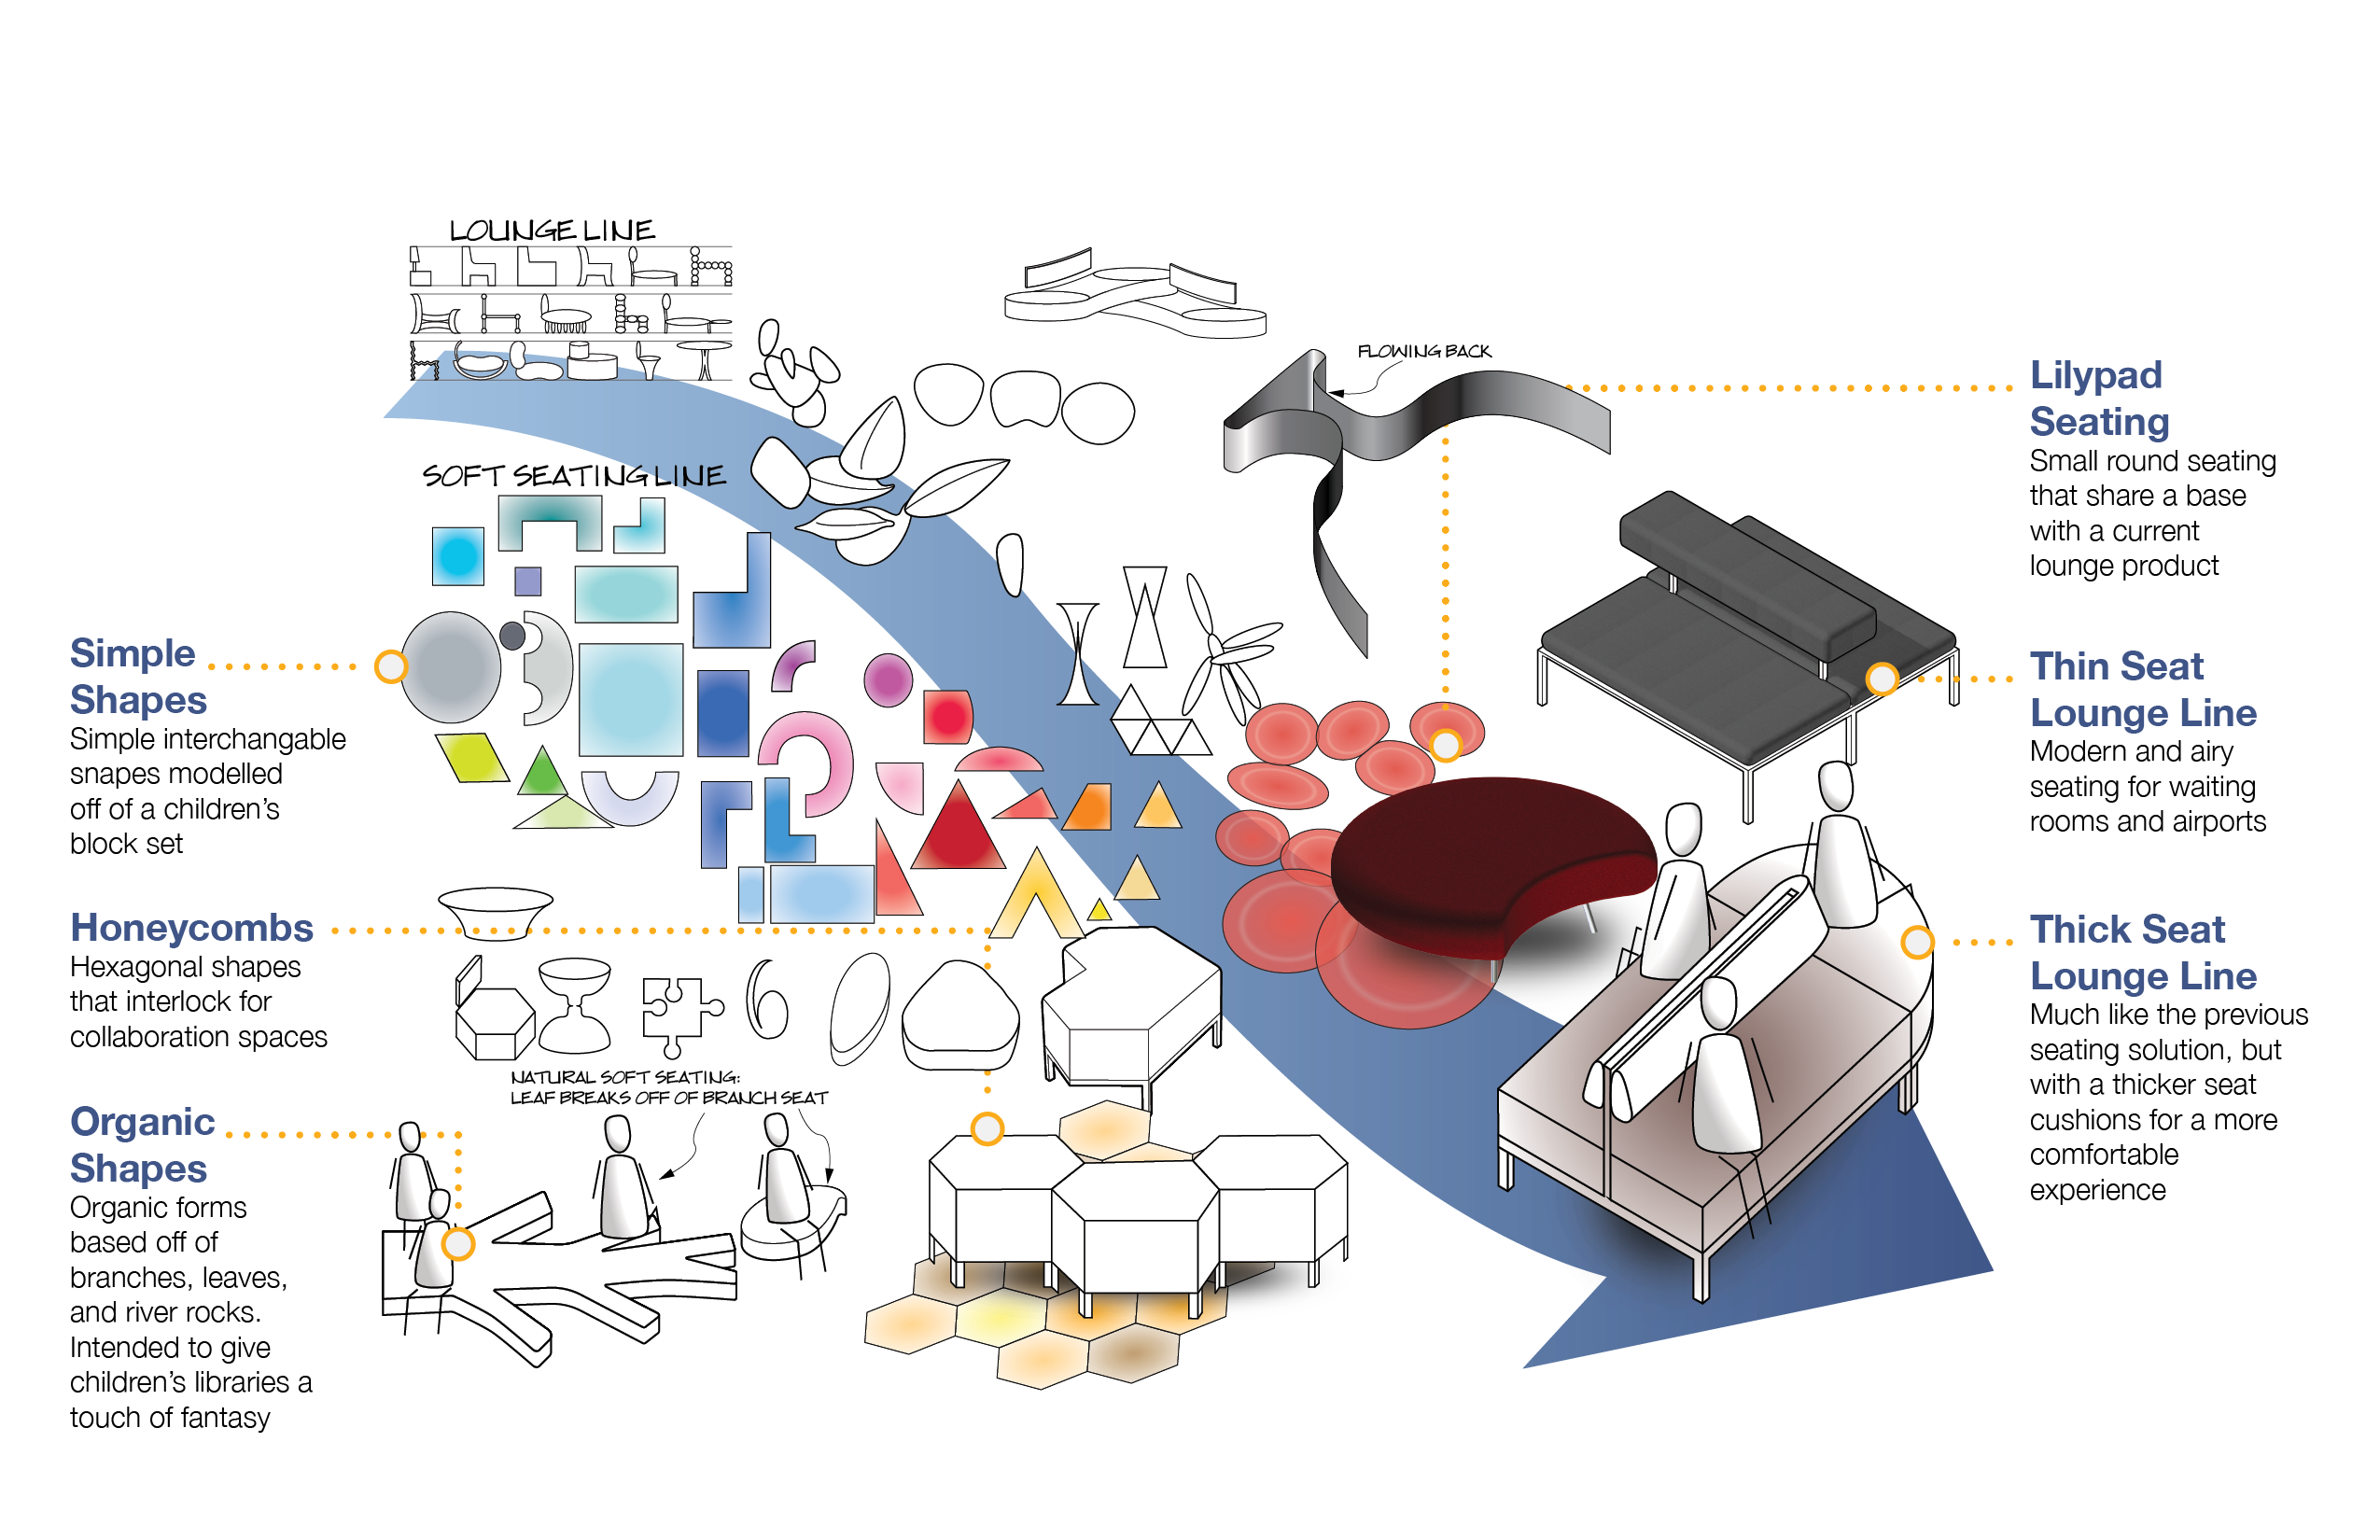 LOUNGE LINE
SOFT SEATING LINE
FLOWING BACK
Simple
Shapes
Simple interchangable
snapes modelled
off of a children's
block set
Honeycombs
Hexagonal shapes
that interlock for
collaboration spaces
NATURAL SOFT SEATING:
LEAF BREAKS OFF OF BRANCH SEAT
Organic
Shapes
Organic forms
based off of
branches, leaves,
and river rocks.
Intended to give
children's libraries a
touch of fantasy
Lilypad
Seating
Small round seating
that share a base
with a current
lounge product
Thin Seat
Lounge Line
Modern and airy
seating for waiting
rooms and airports
Thick Seat
Lounge Line
Much like the previous
seating solution, but
with a thicker seat
cushions for a more
comfortable
experience